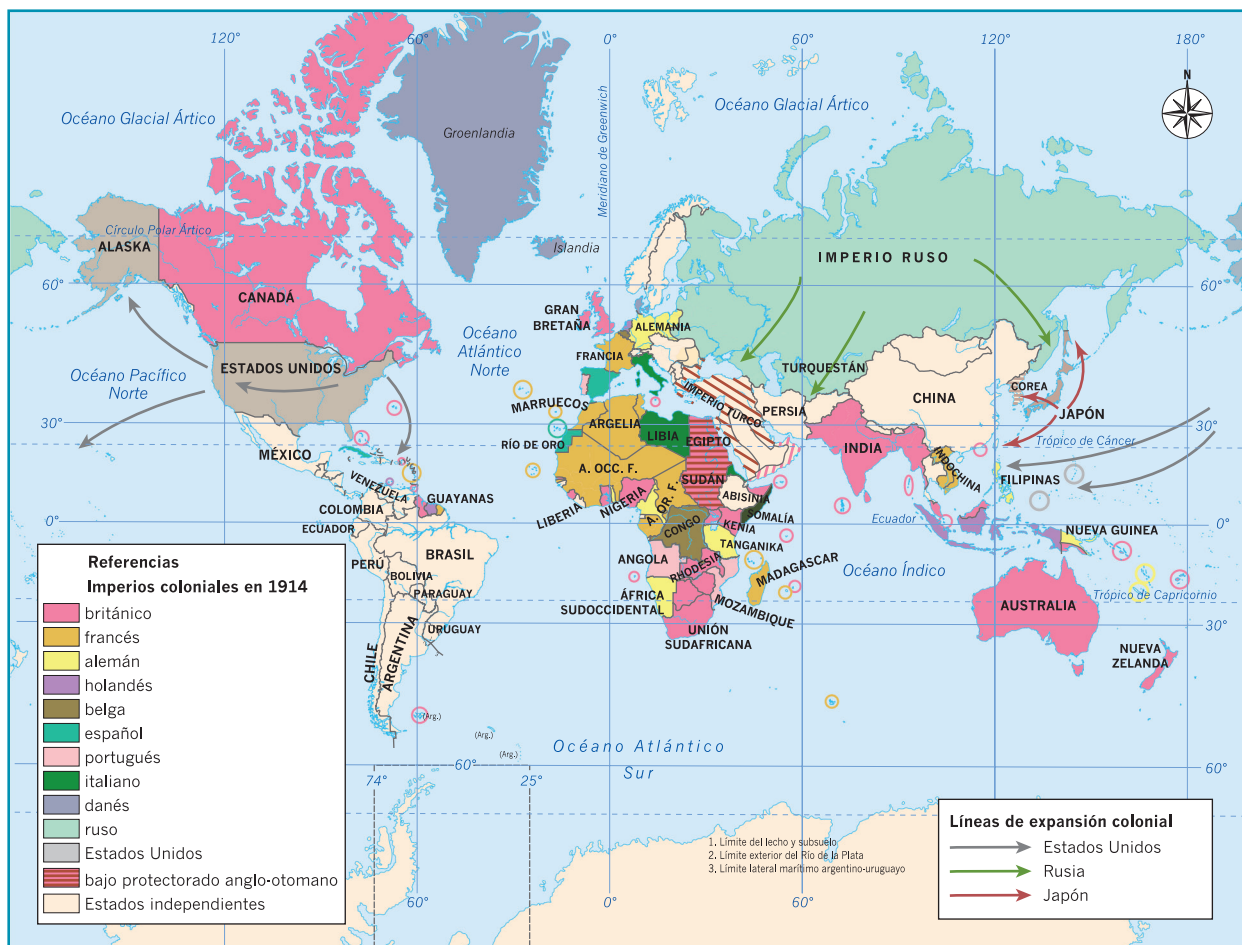 120°
60°
0°
60°
120°
180°
N
Océano Glacial Ártico
Océano Glacial Ártico
Groenlandia
Meridiano de Greenwich
Círculo Polar Ártico
ALASKA
Islandia
IMPERIO RUSO
60°
60°
CANADÁ
GRAN
BRETAÑA
ALEMANIA
Océano
Atlántico
Norte
FRANCIA
ESTADOS UNIDOS
TURQUESTÁN
Océano Pacífico
Norte
IMPERIO TURCO
PERSIA
CHINA
COREA
JAPÓN
MARRUECOS
ARGELIA
LIBIA
EGIPTO
30°
30°
RÍO DE ORO
INDIA
Trópico de Cáncer
MÉXICO
A. OCC. F.
INDOCHINA
FILIPINAS
VENEZUELA
GUAYANAS
SUDÁN
ABISINIA
COLOMBIA
LIBERIA
NIGERIA
A. OR. F.
SOMALÍA
0°
0°
ECUADOR
Ecuador
CONGO
KENIA
NUEVA GUINEA
BRASIL
TANGANIKA
PERÚ
ANGOLA
MADAGASCAR
Océano Índico
BOLIVIA
RHODESIA
PARAGUAY
ÁFRICA
SUDOCCIDENTAL
MOZAMBIQUE
AUSTRALIA
Trópico de Capricornio
URUGUAY
UNIÓN
SUDAFRICANA
30°
CHILE
ARGENTINA
NUEVA
ZELANDA
(Arg.)
(Arg.)
(Arg.)
Océano Atlántico
Sur
60°
60°
74°
25°
60°
60°
Referencias
Imperios coloniales en 1914
británico
francés
alemán
holandés
belga
español
portugués
italiano
danés
ruso
Estados Unidos
bajo protectorado anglo-otomano
Estados independientes
1. Límite del lecho y subsuelo
2. Límite exterior del Río de la Plata
3. Límite lateral marítimo argentino-uruguayo
Líneas de expansión colonial
Estados Unidos
Rusia
Japón